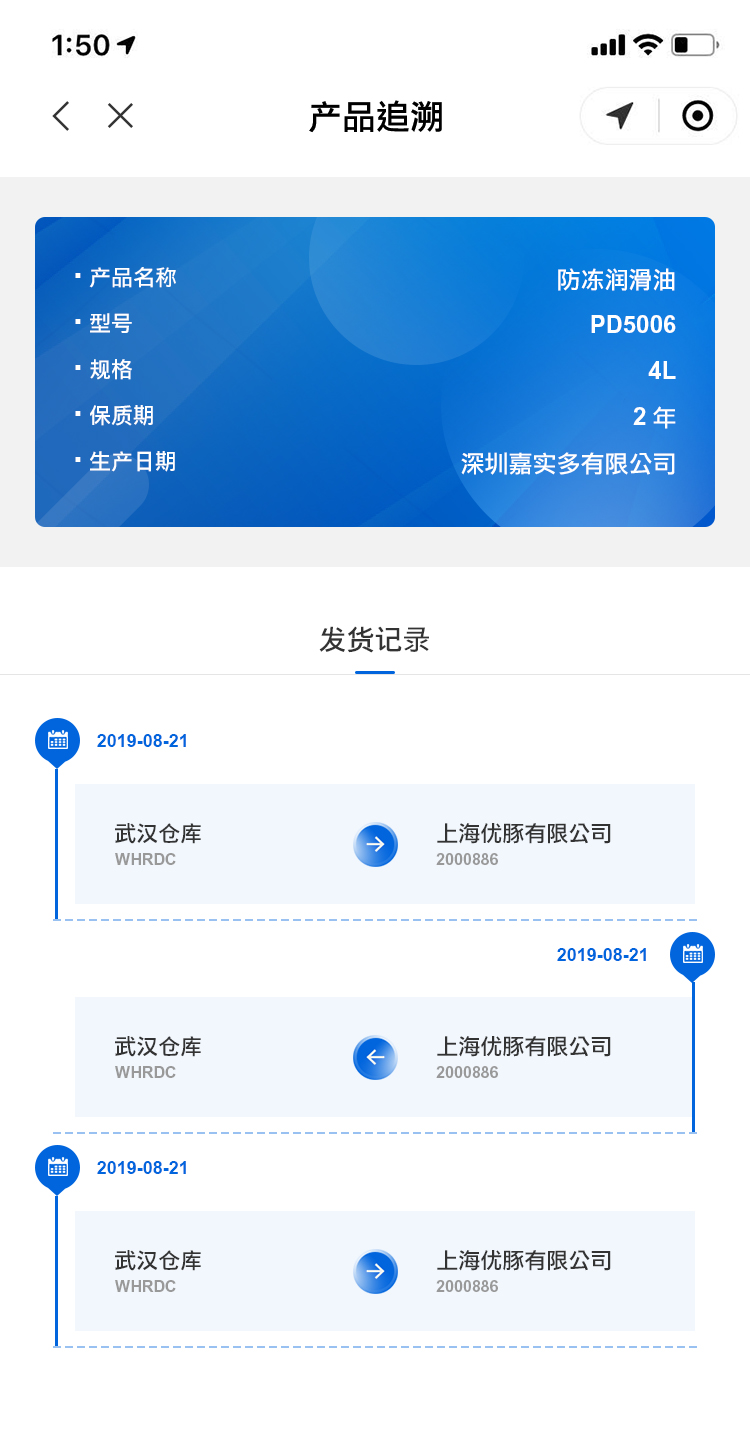 1:50
产品追溯
产品名称 防冻润滑油
型号 PD5006
规格 4L
保质期 2 年
生产日期 深圳嘉实多有限公司
发货记录
2019-08-21
武汉仓库 上海优豚有限公司
WHRDC 2000886
2019-08-21
武汉仓库 上海优豚有限公司
WHRDC 2000886
2019-08-21
武汉仓库 上海优豚有限公司
WHRDC 2000886